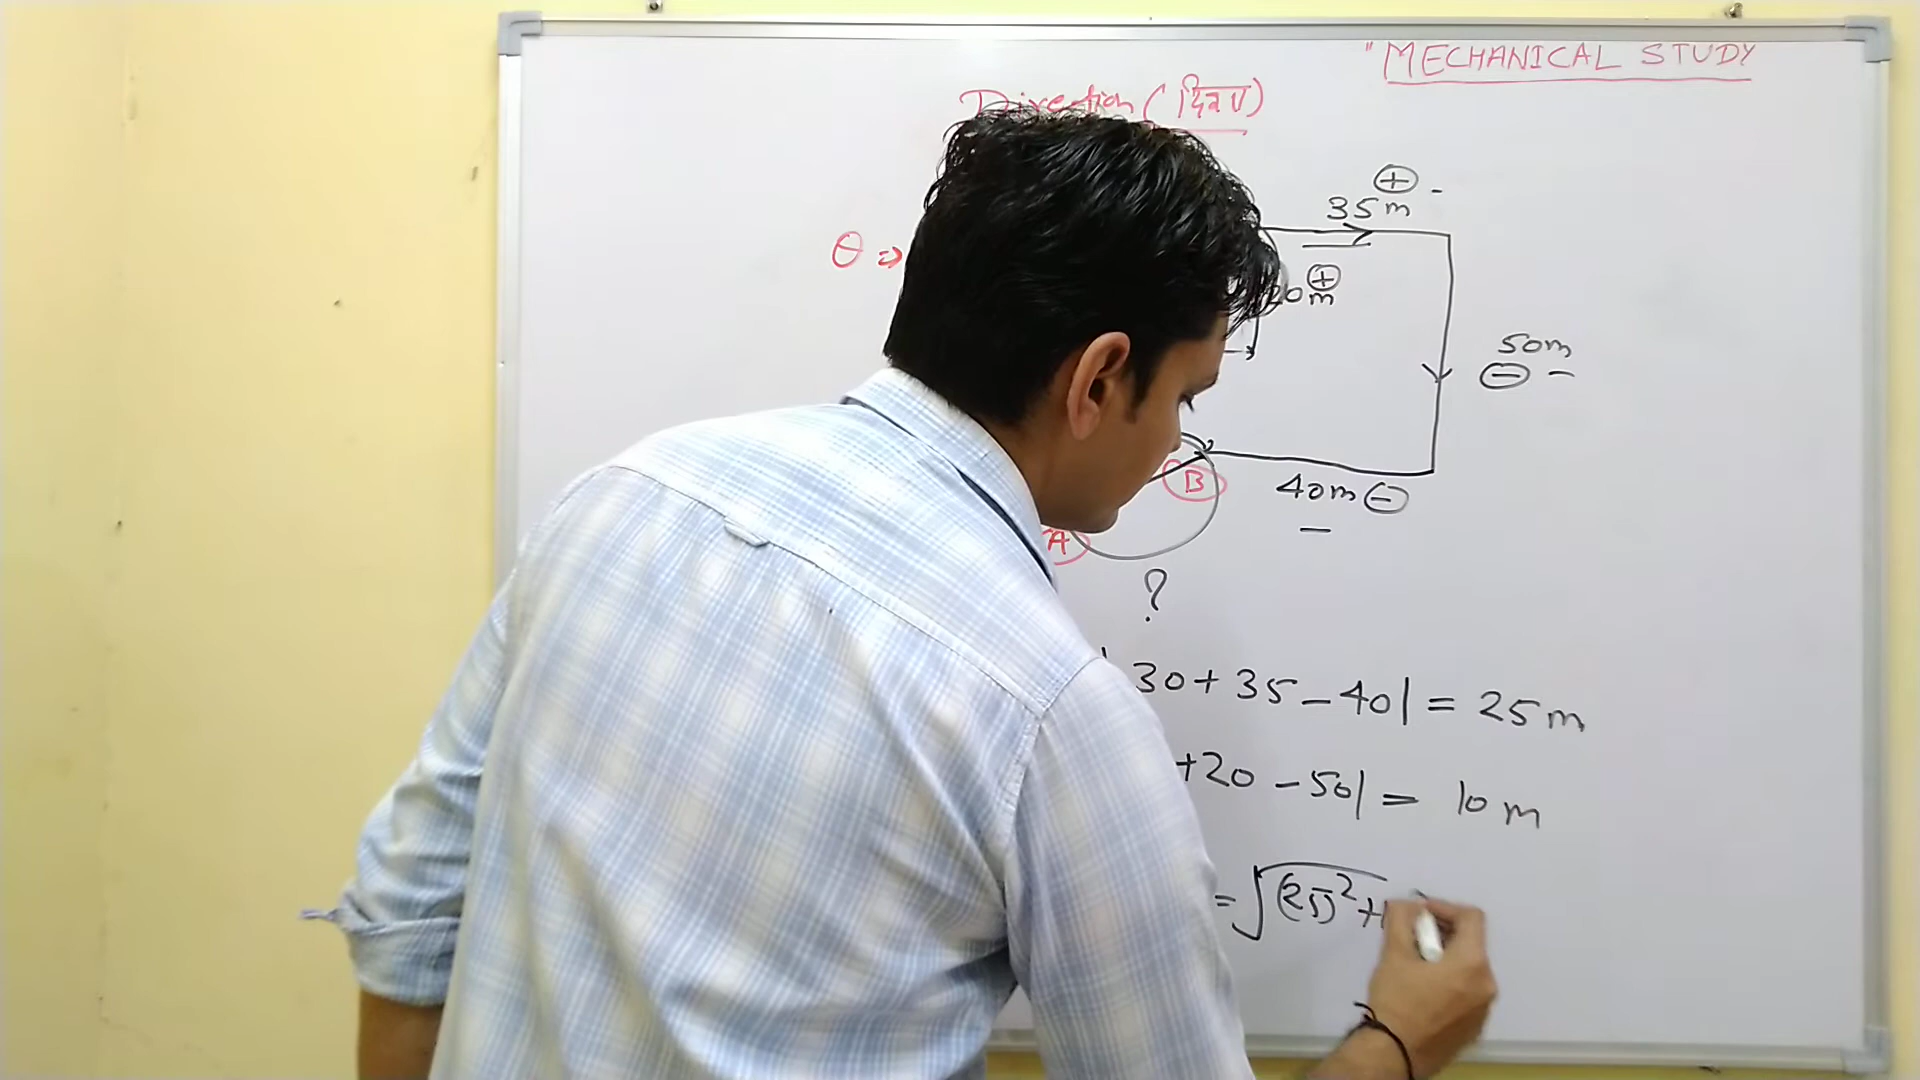 "MECHANICAL STUDY
Direction (दिशा)
⊕
35m
θ ⇒
⊕
20m
50m
⊖
B
40m ⊖
A
?
30 + 35 - 40| = 25m
+20 - 50| = 10m
= √(25)² +